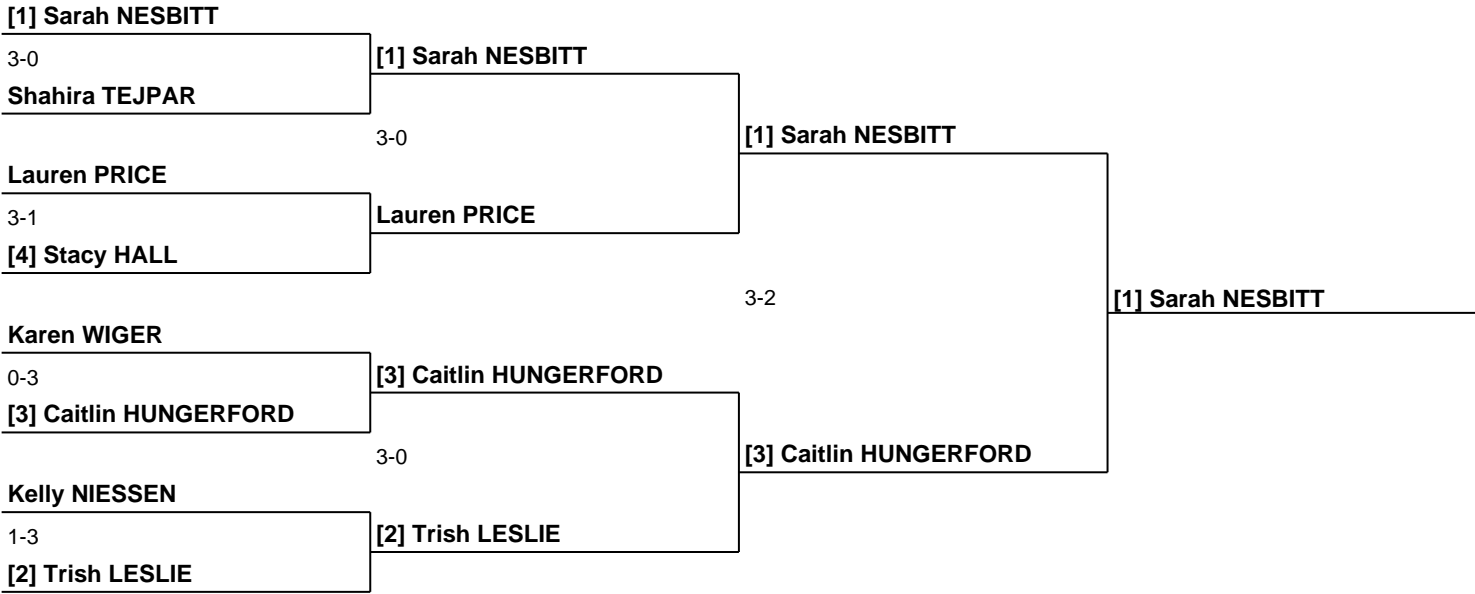 [1] Sarah NESBITT
3-0
[1] Sarah NESBITT
Shahira TEJPAR
3-0
[1] Sarah NESBITT
Lauren PRICE
3-1
Lauren PRICE
[4] Stacy HALL
3-2
[1] Sarah NESBITT
Karen WIGER
0-3
[3] Caitlin HUNGERFORD
[3] Caitlin HUNGERFORD
3-0
[3] Caitlin HUNGERFORD
Kelly NIESSEN
1-3
[2] Trish LESLIE
[2] Trish LESLIE